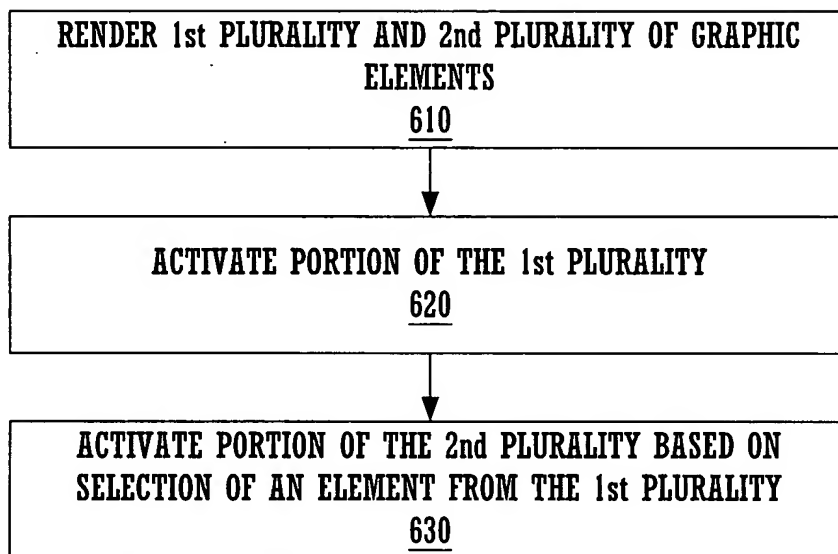 RENDER 1st PLURALITY AND 2nd PLURALITY OF GRAPHIC
ELEMENTS
610
ACTIVATE PORTION OF THE 1st PLURALITY
620
ACTIVATE PORTION OF THE 2nd PLURALITY BASED ON
SELECTION OF AN ELEMENT FROM THE 1st PLURALITY
630